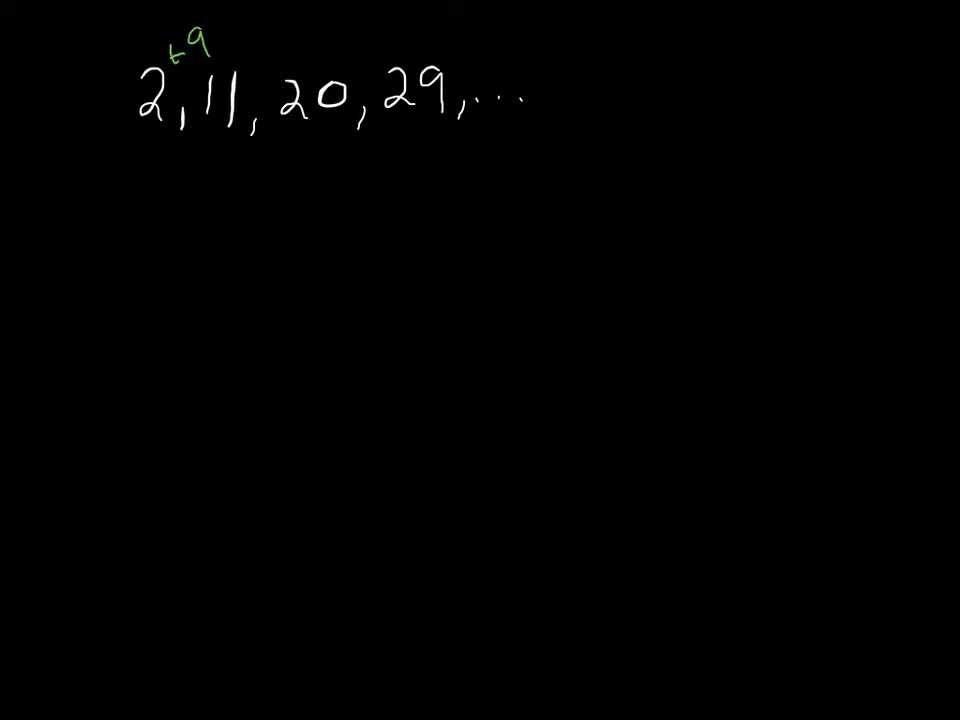 +9
2, 11, 20, 29, ...